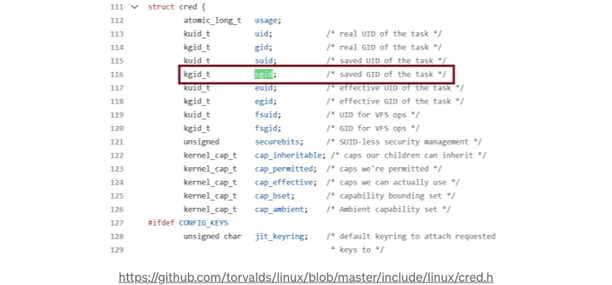 111 struct cred {
112 atomic_long_t usage;
113 kuid_t uid; /* real UID of the task */
114 kgid_t gid; /* real GID of the task */
115 kuid_t suid; /* saved UID of the task */
116 kgid_t sgid; /* saved GID of the task */
117 kuid_t euid; /* effective UID of the task */
118 kgid_t egid; /* effective GID of the task */
119 kuid_t fsuid; /* UID for VFS ops */
120 kgid_t fsgid; /* GID for VFS ops */
121 unsigned securebits; /* SUID-less security management */
122 kernel_cap_t cap_inheritable; /* caps our children can inherit */
123 kernel_cap_t cap_permitted; /* caps we're permitted */
124 kernel_cap_t cap_effective; /* caps we can actually use */
125 kernel_cap_t cap_bset; /* capability bounding set */
126 kernel_cap_t cap_ambient; /* Ambient capability set */
127 #ifdef CONFIG_KEYS
128 unsigned char jit_keyring; /* default keyring to attach requested
129 * keys to */
https://github.com/torvalds/linux/blob/master/include/linux/cred.h